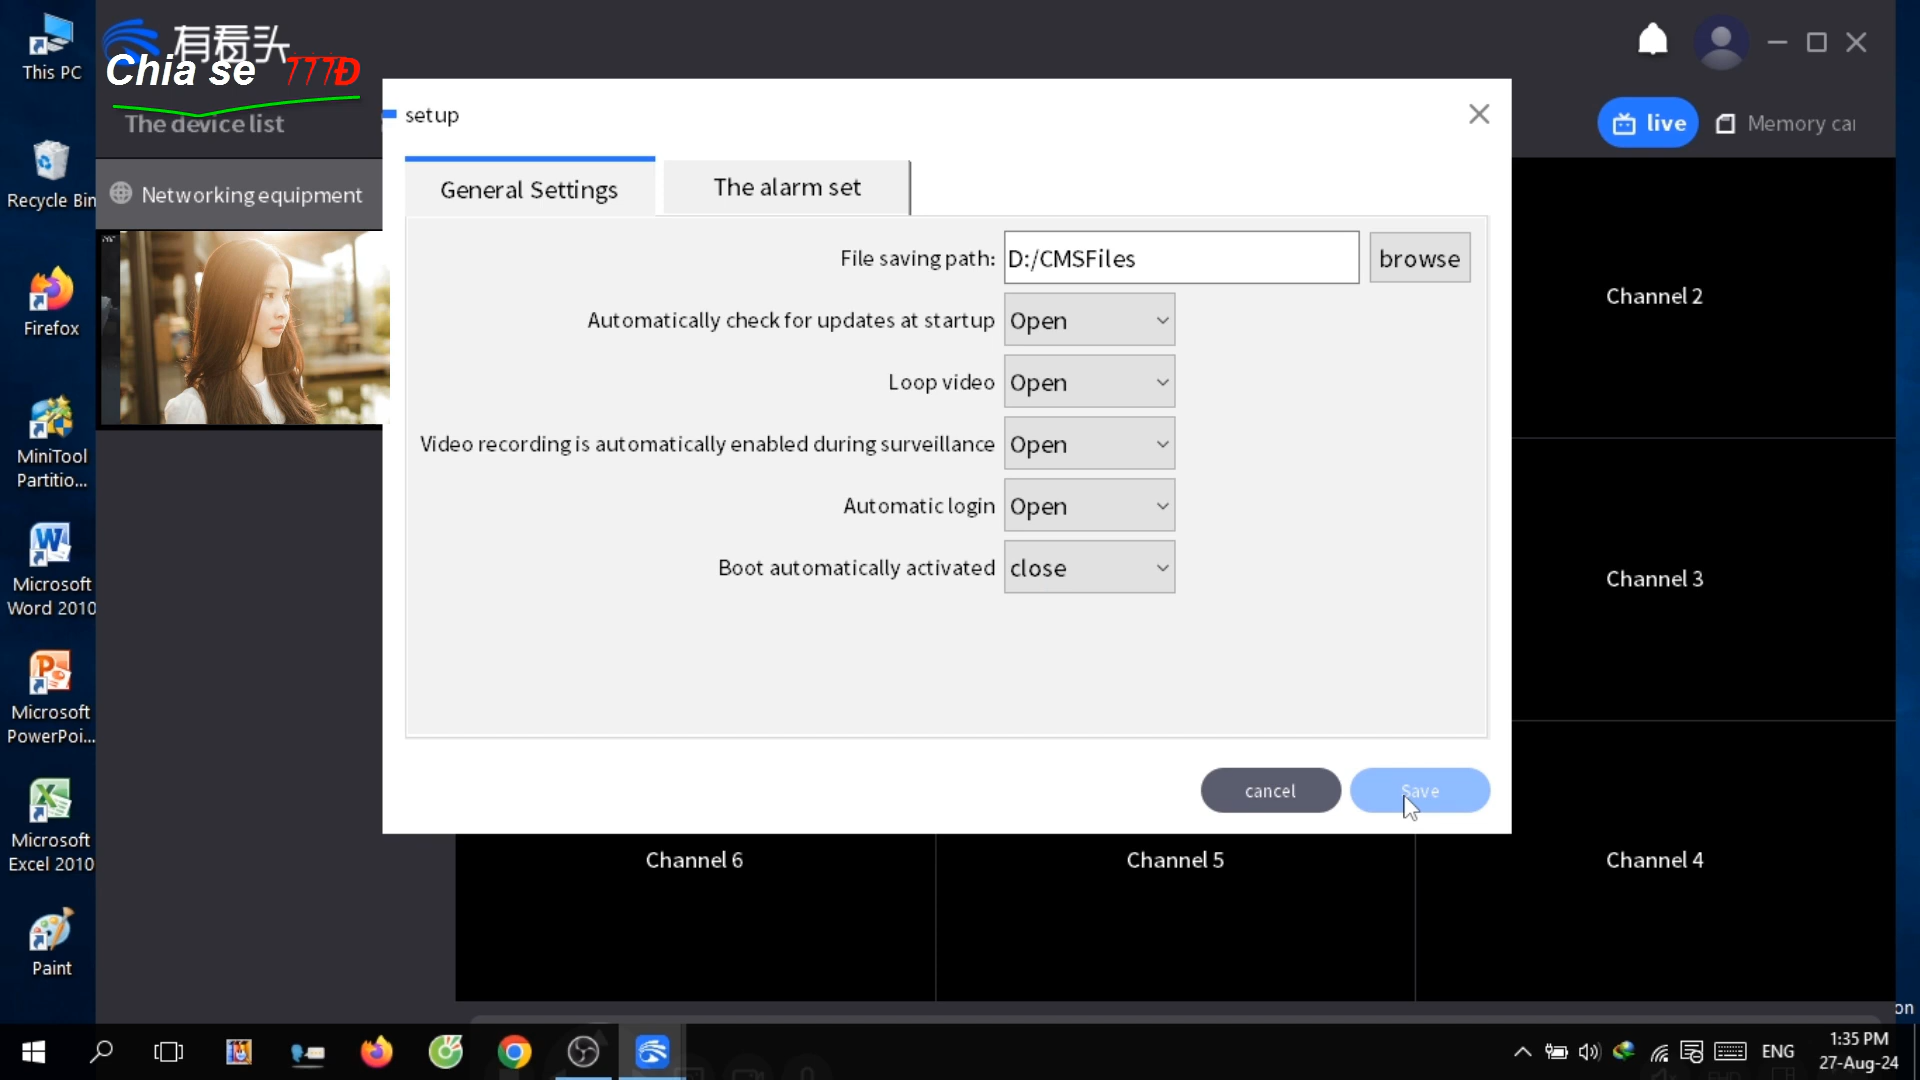 This PC
有看头
Chia se 777Đ
The device list
setup
live
Memory car
Recycle Bin
Networking equipment
General Settings
The alarm set
File saving path:
D:/CMSFiles
browse
Automatically check for updates at startup
Open
Loop video
Open
Video recording is automatically enabled during surveillance
Open
Automatic login
Open
Boot automatically activated
close
cancel
Save
Channel 2
Channel 3
Channel 6
Channel 5
Channel 4
Firefox
MiniTool
Partitio...
Microsoft
Word 2010
Microsoft
PowerPoi...
Microsoft
Excel 2010
Paint
on
ENG
1:35 PM
27-Aug-24